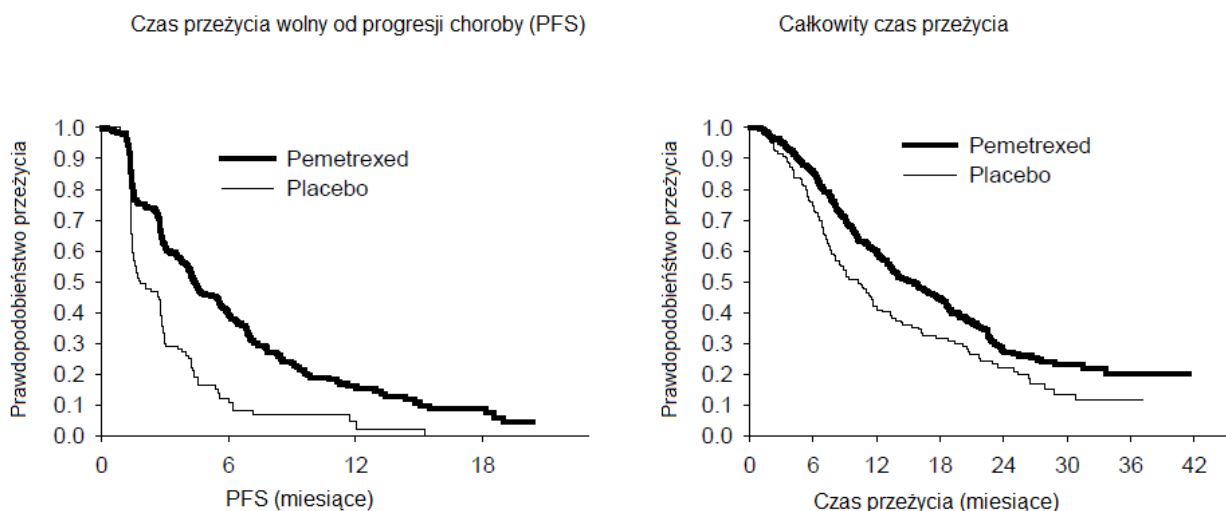 Czas przeżycia wolny od progresji choroby (PFS)
Całkowity czas przeżycia
Prawdopodobieństwo przeżycia
1.0
0.9
0.8
0.7
0.6
0.5
0.4
0.3
0.2
0.1
0.0
Pemetrexed
Placebo
0 6 12 18
PFS (miesiące)
Prawdopodobieństwo przeżycia
1.0
0.9
0.8
0.7
0.6
0.5
0.4
0.3
0.2
0.1
0.0
Pemetrexed
Placebo
0 6 12 18 24 30 36 42
Czas przeżycia (miesiące)